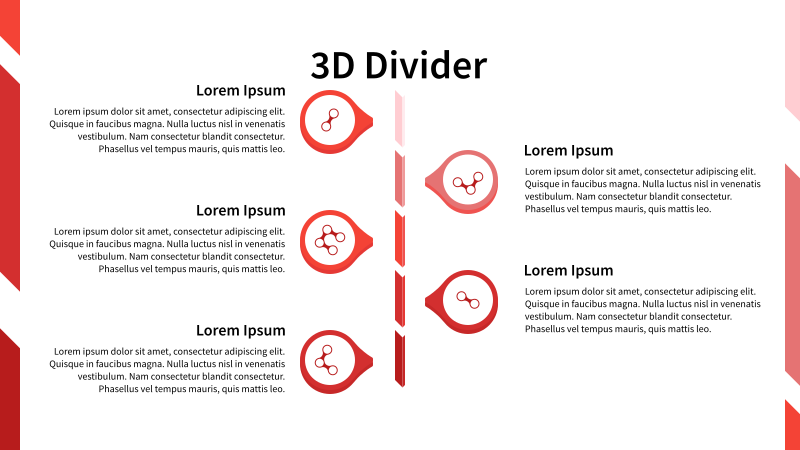 3D Divider
Lorem Ipsum
Lorem ipsum dolor sit amet, consectetur adipiscing elit.
Quisque in faucibus magna. Nulla luctus nisl in venenatis
vestibulum. Nam consectetur blandit consectetur.
Phasellus vel tempus mauris, quis mattis leo.
Lorem Ipsum
Lorem ipsum dolor sit amet, consectetur adipiscing elit.
Quisque in faucibus magna. Nulla luctus nisl in venenatis
vestibulum. Nam consectetur blandit consectetur.
Phasellus vel tempus mauris, quis mattis leo.
Lorem Ipsum
Lorem ipsum dolor sit amet, consectetur adipiscing elit.
Quisque in faucibus magna. Nulla luctus nisl in venenatis
vestibulum. Nam consectetur blandit consectetur.
Phasellus vel tempus mauris, quis mattis leo.
Lorem Ipsum
Lorem ipsum dolor sit amet, consectetur adipiscing elit.
Quisque in faucibus magna. Nulla luctus nisl in venenatis
vestibulum. Nam consectetur blandit consectetur.
Phasellus vel tempus mauris, quis mattis leo.
Lorem Ipsum
Lorem ipsum dolor sit amet, consectetur adipiscing elit.
Quisque in faucibus magna. Nulla luctus nisl in venenatis
vestibulum. Nam consectetur blandit consectetur.
Phasellus vel tempus mauris, quis mattis leo.